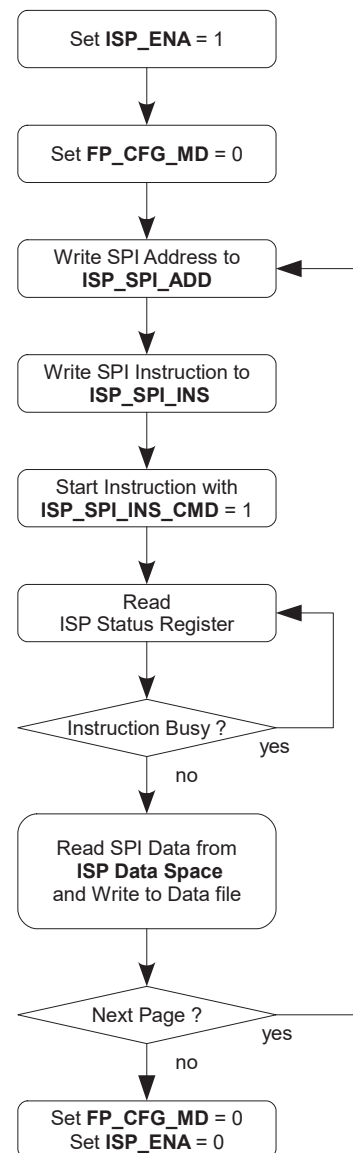 Set ISP_ENA = 1
Set FP_CFG_MD = 0
Write SPI Address to
ISP_SPI_ADD
Write SPI Instruction to
ISP_SPI_INS
Start Instruction with
ISP_SPI_INS_CMD = 1
Read
ISP Status Register
Instruction Busy ?
yes
no
Read SPI Data from
ISP Data Space
and Write to Data file
Next Page ?
yes
no
Set FP_CFG_MD = 0
Set ISP_ENA = 0